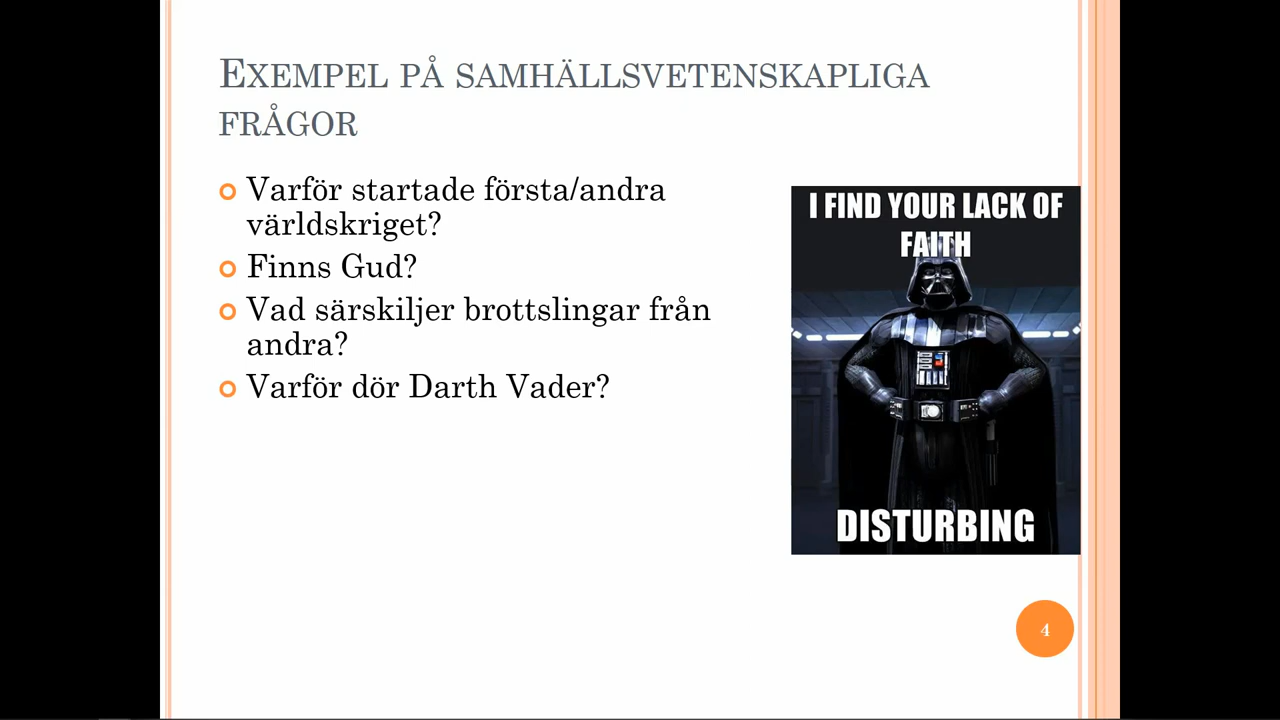 EXEMPEL PÅ SAMHÄLLSVETENSKAPLIGA
FRÅGOR
Varför startade första/andra
världskriget?
Finns Gud?
Vad särskiljer brottslingar från
andra?
Varför dör Darth Vader?
I FIND YOUR LACK OF
FAITH
DISTURBING
4